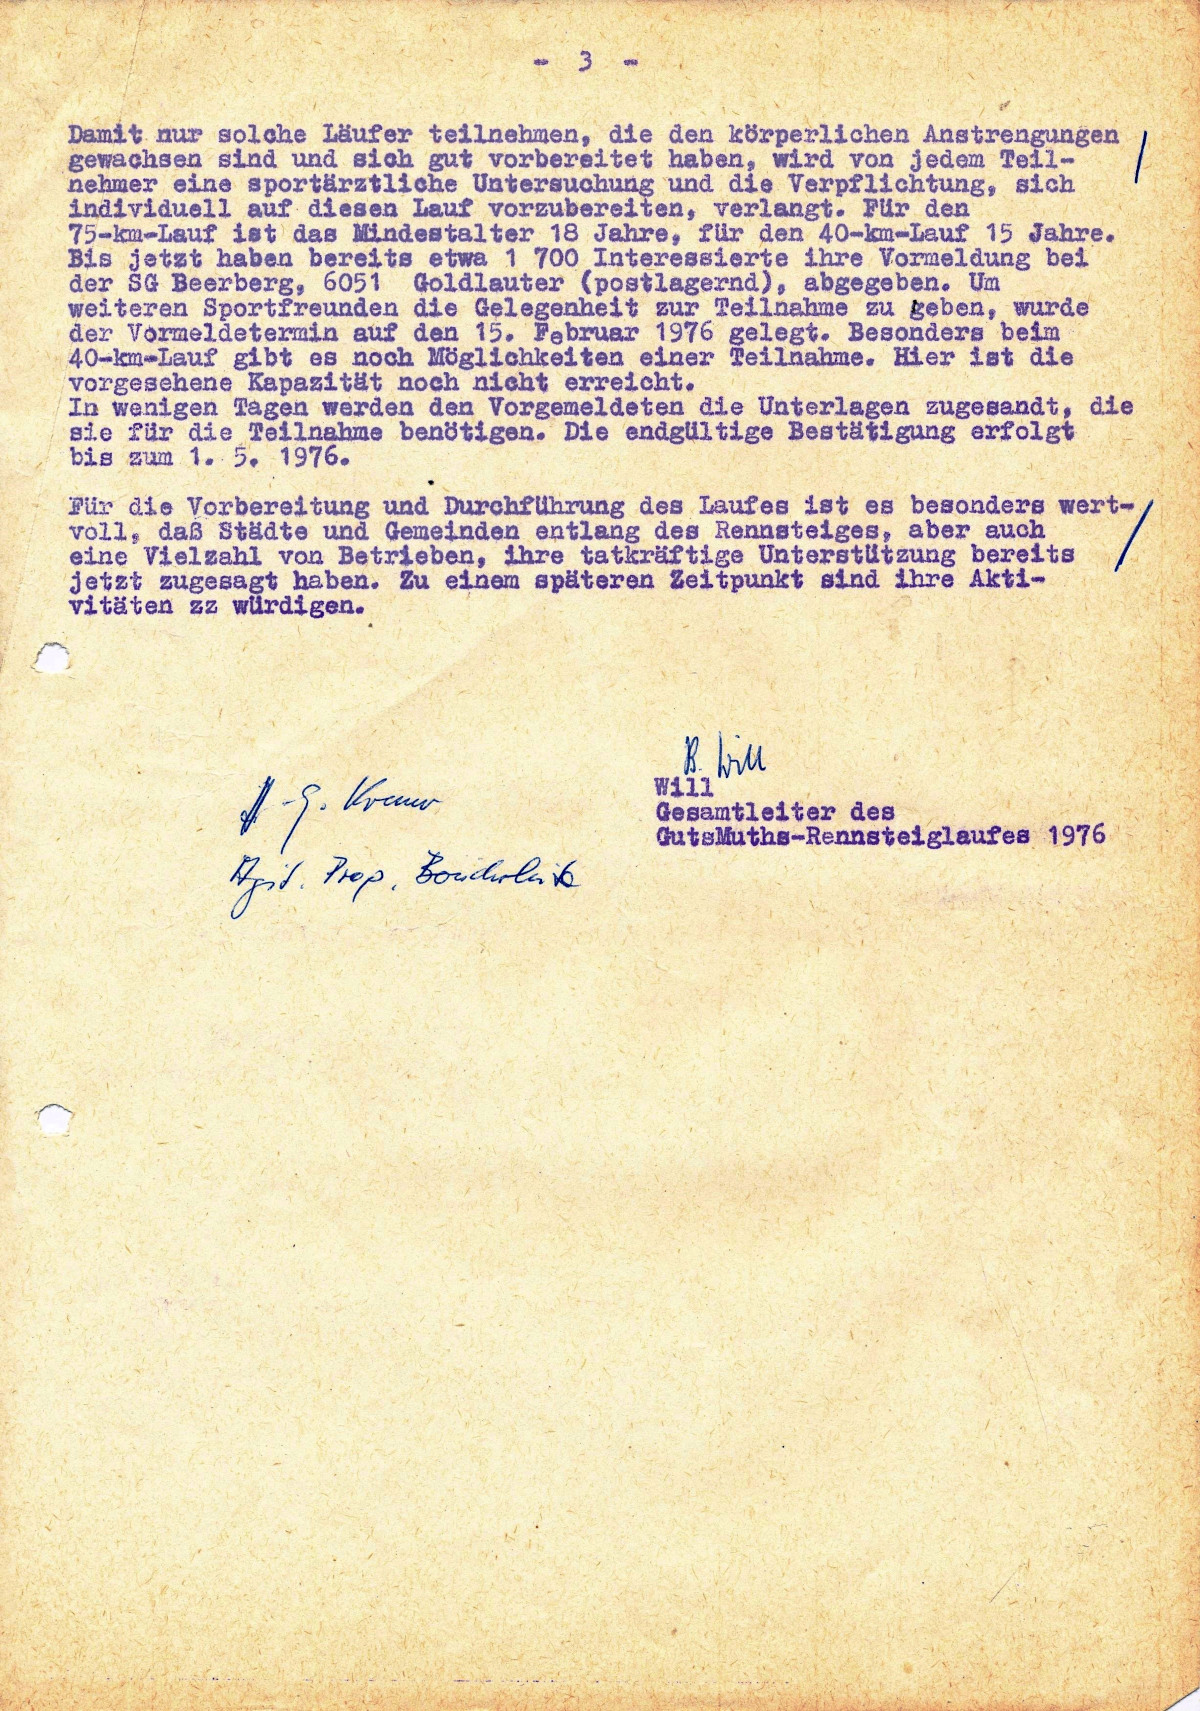 - 3 -
Damit nur solche Läufer teilnehmen, die den körperlichen Anstrengungen
gewachsen sind und sich gut vorbereitet haben, wird von jedem Teil-
nehmer eine sportärztliche Untersuchung und die Verpflichtung, sich
individuell auf diesen Lauf vorzubereiten, verlangt. Für den
75-km-Lauf ist das Mindestalter 18 Jahre, für den 40-km-Lauf 15 Jahre.
Bis jetzt haben bereits etwa 1 700 Interessierte ihre Vormeldung bei
der SG Beerberg, 6051 Goldlauter (postlagernd), abgegeben. Um
weiteren Sportfreunden die Gelegenheit zur Teilnahme zu geben, wurde
der Vormeldetermin auf den 15. Februar 1976 gelegt. Besonders beim
40-km-Lauf gibt es noch Möglichkeiten einer Teilnahme. Hier ist die
vorgesehene Kapazität noch nicht erreicht.
In wenigen Tagen werden den Vorgemeldeten die Unterlagen zugesandt, die
sie für die Teilnahme benötigen. Die endgültige Bestätigung erfolgt
bis zum 1. 5. 1976.
Für die Vorbereitung und Durchführung des Laufes ist es besonders wert-
voll, daß Städte und Gemeinden entlang des Rennsteiges, aber auch
eine Vielzahl von Betrieben, ihre tatkräftige Unterstützung bereits
jetzt zugesagt haben. Zu einem späteren Zeitpunkt sind ihre Akti-
vitäten zz würdigen.
B. Will
Will
Gesamtleiter des
GutsMuths-Rennsteiglaufes 1976
G. Kremer
Agit. Prop.